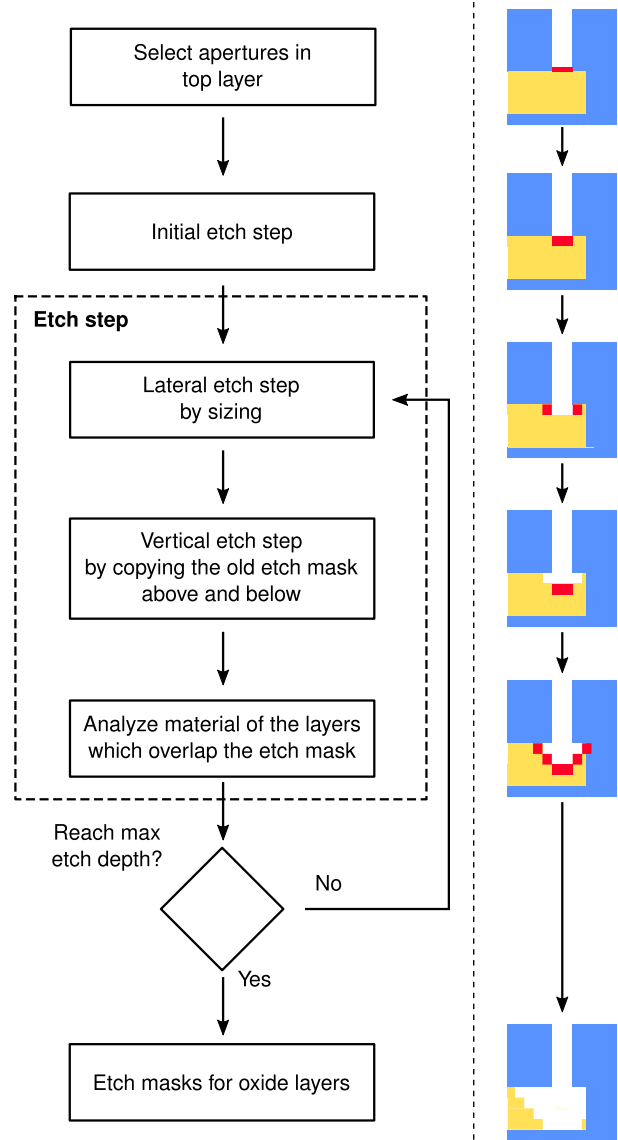 Select apertures in
top layer
Initial etch step
Etch step
Lateral etch step
by sizing
Vertical etch step
by copying the old etch mask
above and below
Analyze material of the layers
which overlap the etch mask
Reach max
etch depth?
No
Yes
Etch masks for oxide layers